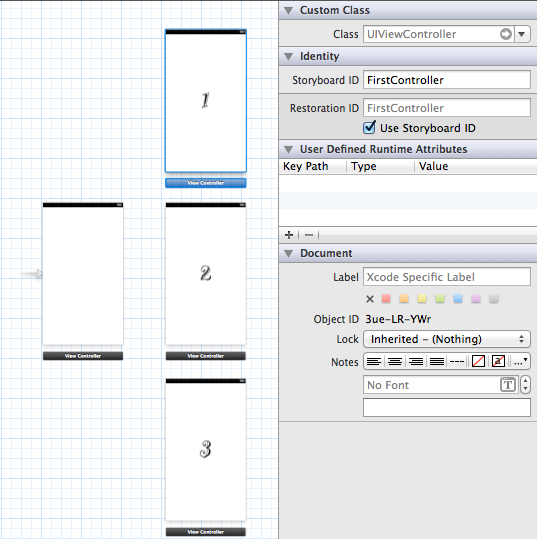 1
View Controller
View Controller
2
View Controller
3
View Controller
Custom Class
Class UIViewController
Identity
Storyboard ID FirstController
Restoration ID FirstController
Use Storyboard ID
User Defined Runtime Attributes
Key Path Type Value
Document
Label Xcode Specific Label
Object ID 3ue-LR-YWr
Lock Inherited - (Nothing)
Notes
No Font T